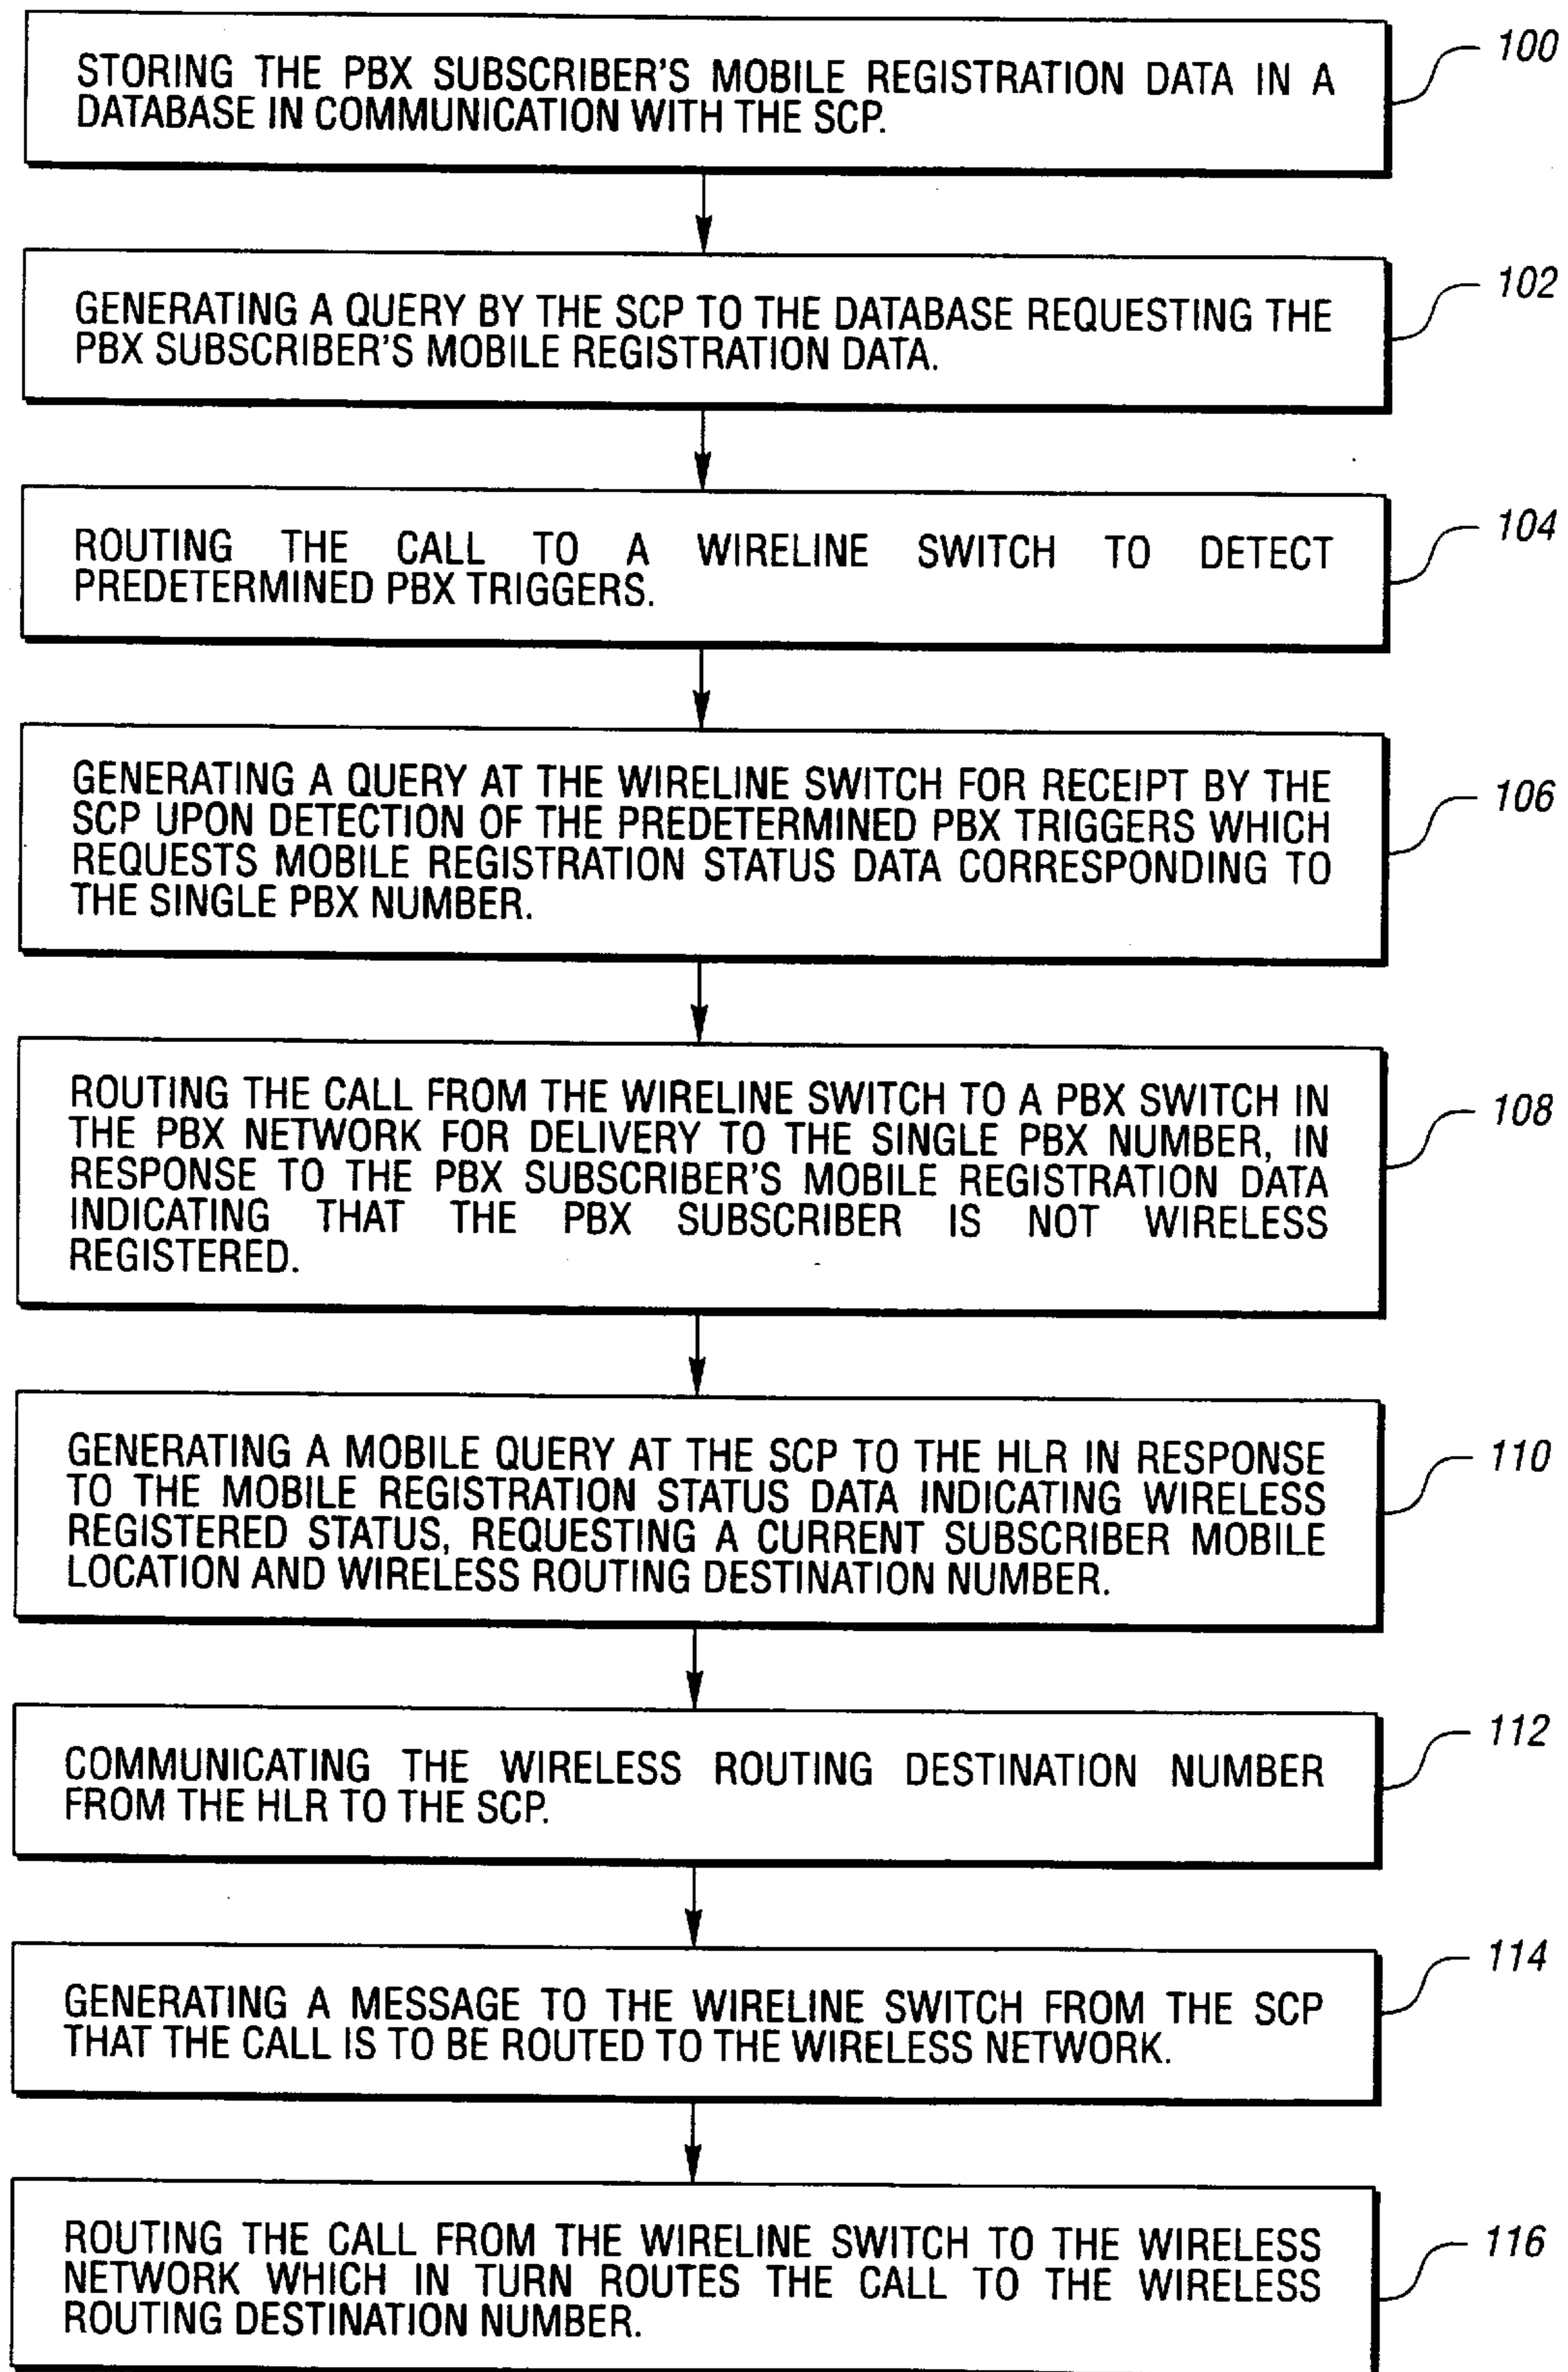 STORING THE PBX SUBSCRIBER'S MOBILE REGISTRATION DATA IN A
DATABASE IN COMMUNICATION WITH THE SCP.
100
GENERATING A QUERY BY THE SCP TO THE DATABASE REQUESTING THE
PBX SUBSCRIBER'S MOBILE REGISTRATION DATA.
102
ROUTING THE CALL TO A WIRELINE SWITCH TO DETECT
PREDETERMINED PBX TRIGGERS.
104
GENERATING A QUERY AT THE WIRELINE SWITCH FOR RECEIPT BY THE
SCP UPON DETECTION OF THE PREDETERMINED PBX TRIGGERS WHICH
REQUESTS MOBILE REGISTRATION STATUS DATA CORRESPONDING TO
THE SINGLE PBX NUMBER.
106
ROUTING THE CALL FROM THE WIRELINE SWITCH TO A PBX SWITCH IN
THE PBX NETWORK FOR DELIVERY TO THE SINGLE PBX NUMBER, IN
RESPONSE TO THE PBX SUBSCRIBER'S MOBILE REGISTRATION DATA
INDICATING THAT THE PBX SUBSCRIBER IS NOT WIRELESS
REGISTERED.
108
GENERATING A MOBILE QUERY AT THE SCP TO THE HLR IN RESPONSE
TO THE MOBILE REGISTRATION STATUS DATA INDICATING WIRELESS
REGISTERED STATUS, REQUESTING A CURRENT SUBSCRIBER MOBILE
LOCATION AND WIRELESS ROUTING DESTINATION NUMBER.
110
COMMUNICATING THE WIRELESS ROUTING DESTINATION NUMBER
FROM THE HLR TO THE SCP.
112
GENERATING A MESSAGE TO THE WIRELINE SWITCH FROM THE SCP
THAT THE CALL IS TO BE ROUTED TO THE WIRELESS NETWORK.
114
ROUTING THE CALL FROM THE WIRELINE SWITCH TO THE WIRELESS
NETWORK WHICH IN TURN ROUTES THE CALL TO THE WIRELESS
ROUTING DESTINATION NUMBER.
116